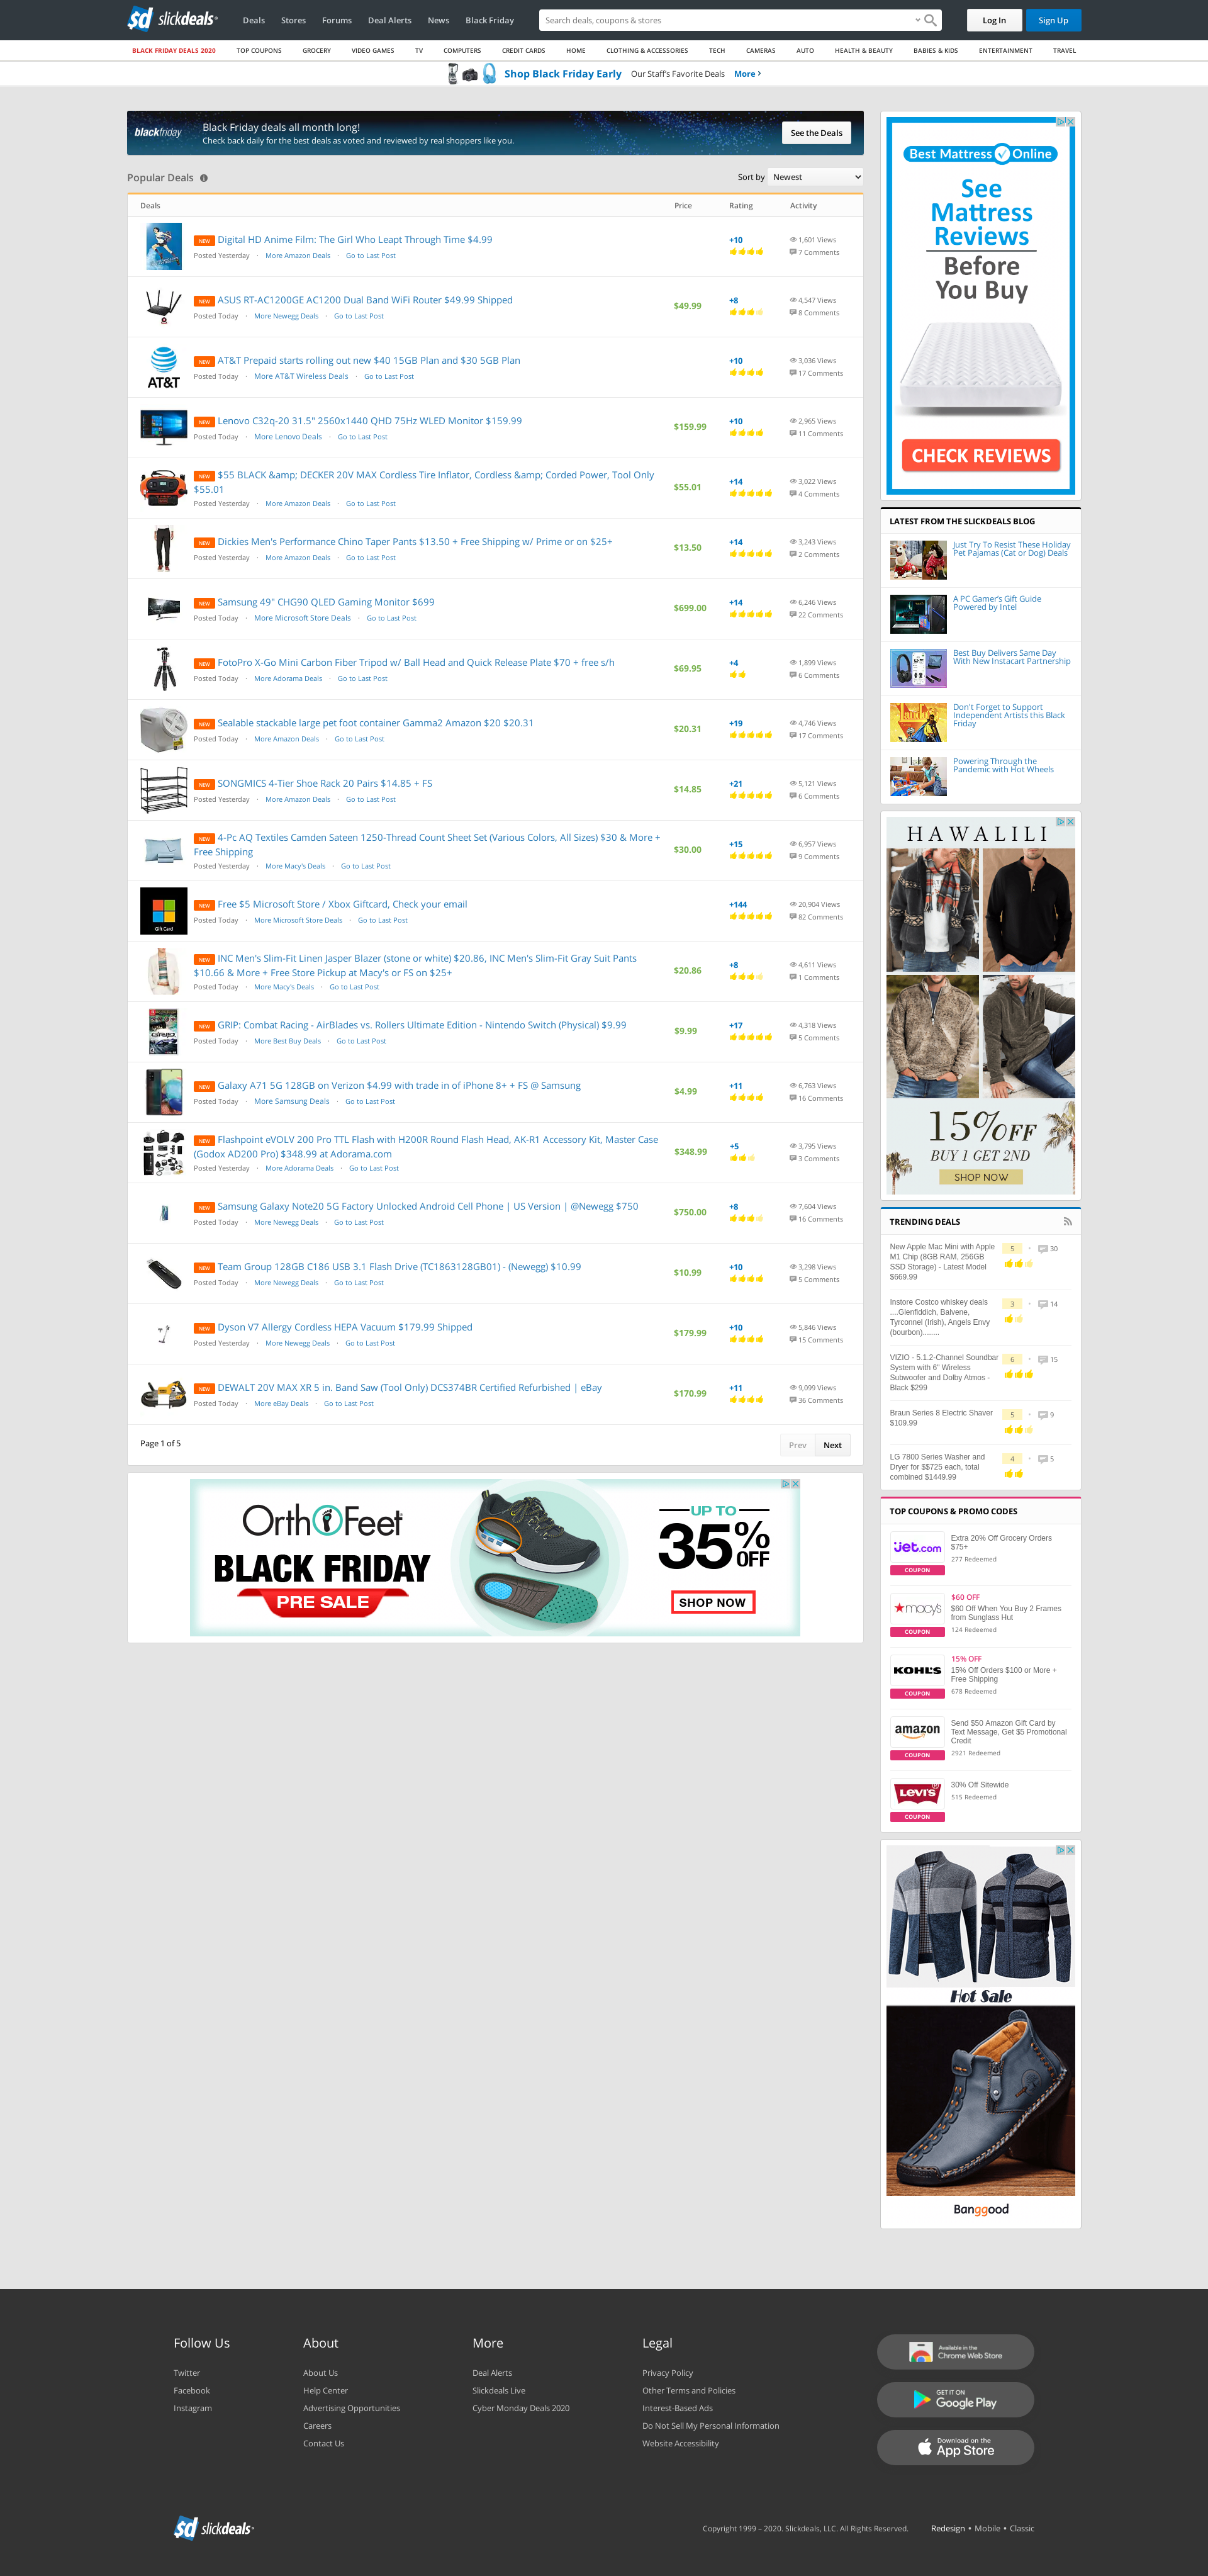 slickdeals
Deals
Stores
Forums
Deal Alerts
News
Black Friday
Search deals, coupons & stores
Log In
Sign Up
BLACK FRIDAY DEALS 2020
TOP COUPONS
GROCERY
VIDEO GAMES
TV
COMPUTERS
CREDIT CARDS
HOME
CLOTHING & ACCESSORIES
TECH
CAMERAS
AUTO
HEALTH & BEAUTY
BABIES & KIDS
ENTERTAINMENT
TRAVEL
Shop Black Friday Early Our Staff's Favorite Deals More
blackfriday
Black Friday deals all month long!
Check back daily for the best deals as voted and reviewed by real shoppers like you.
See the Deals
Popular Deals
Sort by Newest
Deals Price Rating Activity
NEW Digital HD Anime Film: The Girl Who Leapt Through Time $4.99
Posted Yesterday · More Amazon Deals · Go to Last Post
+10
1,601 Views
7 Comments
NEW ASUS RT-AC1200GE AC1200 Dual Band WiFi Router $49.99 Shipped
Posted Today · More Newegg Deals · Go to Last Post
$49.99
+8
4,547 Views
8 Comments
AT&T
NEW AT&T Prepaid starts rolling out new $40 15GB Plan and $30 5GB Plan
Posted Today · More AT&T Wireless Deals · Go to Last Post
+10
3,036 Views
17 Comments
NEW Lenovo C32q-20 31.5" 2560x1440 QHD 75Hz WLED Monitor $159.99
Posted Today · More Lenovo Deals · Go to Last Post
$159.99
+10
2,965 Views
11 Comments
NEW $55 BLACK &amp; DECKER 20V MAX Cordless Tire Inflator, Cordless &amp; Corded Power, Tool Only
$55.01
Posted Yesterday · More Amazon Deals · Go to Last Post
$55.01
+14
3,022 Views
4 Comments
NEW Dickies Men's Performance Chino Taper Pants $13.50 + Free Shipping w/ Prime or on $25+
Posted Yesterday · More Amazon Deals · Go to Last Post
$13.50
+14
3,243 Views
2 Comments
NEW Samsung 49" CHG90 QLED Gaming Monitor $699
Posted Today · More Microsoft Store Deals · Go to Last Post
$699.00
+14
6,246 Views
22 Comments
NEW FotoPro X-Go Mini Carbon Fiber Tripod w/ Ball Head and Quick Release Plate $70 + free s/h
Posted Today · More Adorama Deals · Go to Last Post
$69.95
+4
1,899 Views
6 Comments
NEW Sealable stackable large pet foot container Gamma2 Amazon $20 $20.31
Posted Today · More Amazon Deals · Go to Last Post
$20.31
+19
4,746 Views
17 Comments
NEW SONGMICS 4-Tier Shoe Rack 20 Pairs $14.85 + FS
Posted Yesterday · More Amazon Deals · Go to Last Post
$14.85
+21
5,121 Views
6 Comments
NEW 4-Pc AQ Textiles Camden Sateen 1250-Thread Count Sheet Set (Various Colors, All Sizes) $30 & More +
Free Shipping
Posted Yesterday · More Macy's Deals · Go to Last Post
$30.00
+15
6,957 Views
9 Comments
Gift Card
NEW Free $5 Microsoft Store / Xbox Giftcard, Check your email
Posted Today · More Microsoft Store Deals · Go to Last Post
+144
20,904 Views
82 Comments
NEW INC Men's Slim-Fit Linen Jasper Blazer (stone or white) $20.86, INC Men's Slim-Fit Gray Suit Pants
$10.66 & More + Free Store Pickup at Macy's or FS on $25+
Posted Today · More Macy's Deals · Go to Last Post
$20.86
+8
4,611 Views
1 Comments
NEW GRIP: Combat Racing - AirBlades vs. Rollers Ultimate Edition - Nintendo Switch (Physical) $9.99
Posted Today · More Best Buy Deals · Go to Last Post
$9.99
+17
4,318 Views
5 Comments
NEW Galaxy A71 5G 128GB on Verizon $4.99 with trade in of iPhone 8+ + FS @ Samsung
Posted Today · More Samsung Deals · Go to Last Post
$4.99
+11
6,763 Views
16 Comments
NEW Flashpoint eVOLV 200 Pro TTL Flash with H200R Round Flash Head, AK-R1 Accessory Kit, Master Case
(Godox AD200 Pro) $348.99 at Adorama.com
Posted Yesterday · More Adorama Deals · Go to Last Post
$348.99
+5
3,795 Views
3 Comments
NEW Samsung Galaxy Note20 5G Factory Unlocked Android Cell Phone | US Version | @Newegg $750
Posted Today · More Newegg Deals · Go to Last Post
$750.00
+8
7,604 Views
16 Comments
NEW Team Group 128GB C186 USB 3.1 Flash Drive (TC1863128GB01) - (Newegg) $10.99
Posted Today · More Newegg Deals · Go to Last Post
$10.99
+10
3,298 Views
5 Comments
NEW Dyson V7 Allergy Cordless HEPA Vacuum $179.99 Shipped
Posted Yesterday · More Newegg Deals · Go to Last Post
$179.99
+10
5,846 Views
15 Comments
NEW DEWALT 20V MAX XR 5 in. Band Saw (Tool Only) DCS374BR Certified Refurbished | eBay
Posted Today · More eBay Deals · Go to Last Post
$170.99
+11
9,099 Views
36 Comments
Page 1 of 5
Prev Next
OrthoFeet
BLACK FRIDAY
PRE SALE
UP TO
35% OFF
SHOP NOW
Best Mattress Online
See
Mattress
Reviews
Before
You Buy
CHECK REVIEWS
LATEST FROM THE SLICKDEALS BLOG
Just Try To Resist These Holiday
Pet Pajamas (Cat or Dog) Deals
A PC Gamer's Gift Guide
Powered by Intel
Best Buy Delivers Same Day
With New Instacart Partnership
Don't Forget to Support
Independent Artists this Black
Friday
Powering Through the
Pandemic with Hot Wheels
HAWALILI
15% OFF
BUY 1 GET 2ND
SHOP NOW
TRENDING DEALS
New Apple Mac Mini with Apple
M1 Chip (8GB RAM, 256GB
SSD Storage) - Latest Model
$669.99
5 · 30
Instore Costco whiskey deals
....Glenfiddich, Balvene,
Tyrconnel (Irish), Angels Envy
(bourbon)........
3 · 14
VIZIO - 5.1.2-Channel Soundbar
System with 6" Wireless
Subwoofer and Dolby Atmos -
Black $299
6 · 15
Braun Series 8 Electric Shaver
$109.99
5 · 9
LG 7800 Series Washer and
Dryer for $$725 each, total
combined $1449.99
4 · 5
TOP COUPONS & PROMO CODES
jet.com
COUPON
Extra 20% Off Grocery Orders
$75+
277 Redeemed
macy's
COUPON
$60 OFF
$60 Off When You Buy 2 Frames
from Sunglass Hut
124 Redeemed
KOHL'S
COUPON
15% OFF
15% Off Orders $100 or More +
Free Shipping
678 Redeemed
amazon
COUPON
Send $50 Amazon Gift Card by
Text Message, Get $5 Promotional
Credit
2921 Redeemed
LEVI'S
COUPON
30% Off Sitewide
515 Redeemed
Hot Sale
Banggood
Follow Us
Twitter
Facebook
Instagram
About
About Us
Help Center
Advertising Opportunities
Careers
Contact Us
More
Deal Alerts
Slickdeals Live
Cyber Monday Deals 2020
Legal
Privacy Policy
Other Terms and Policies
Interest-Based Ads
Do Not Sell My Personal Information
Website Accessibility
Available in the
Chrome Web Store
GET IT ON
Google Play
Download on the
App Store
slickdeals
Copyright 1999 – 2020. Slickdeals, LLC. All Rights Reserved.
Redesign • Mobile • Classic